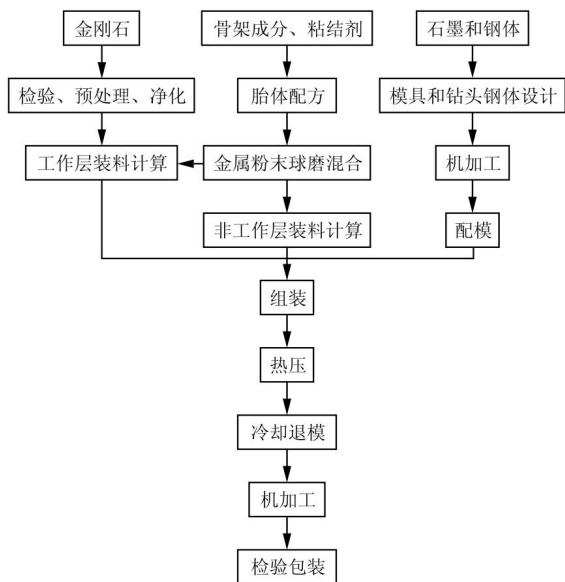 金刚石
骨架成分、粘结剂
石墨和钢体
检验、预处理、净化
胎体配方
模具和钻头钢体设计
工作层装料计算
金属粉末球磨混合
机加工
非工作层装料计算
配模
组装
热压
冷却退模
机加工
检验包装